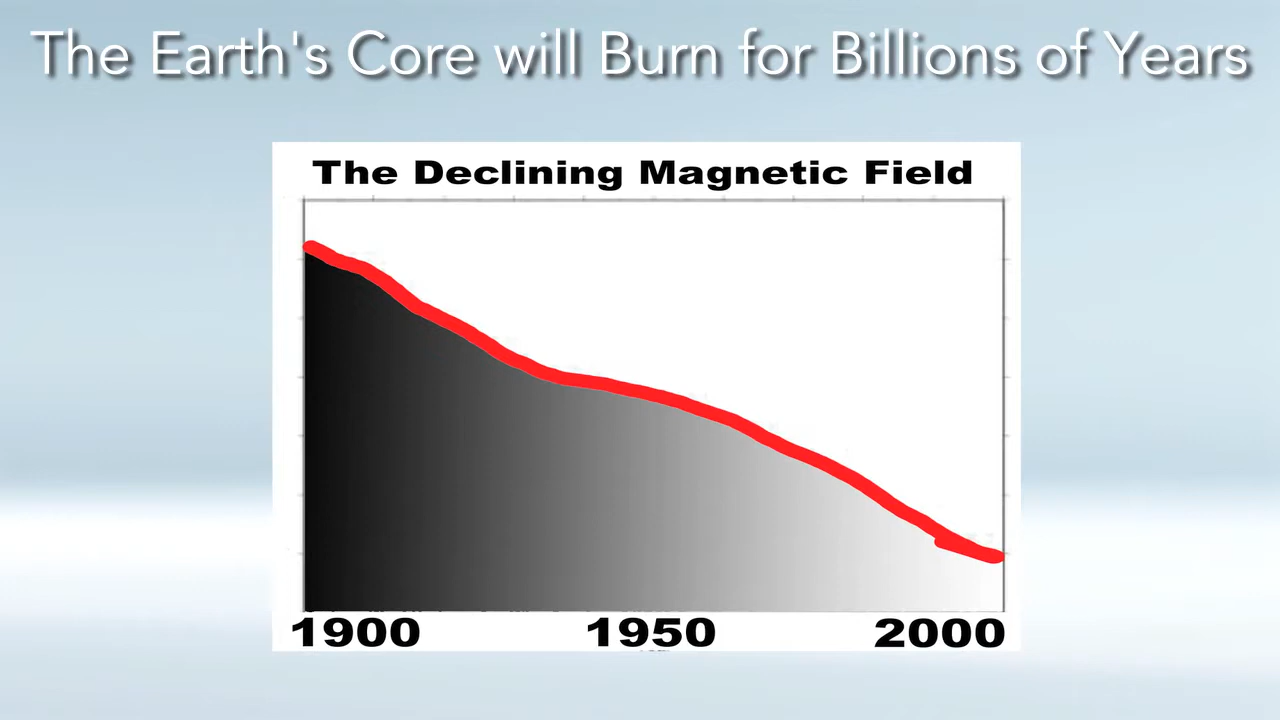 The Earth's Core will Burn for Billions of Years
The Declining Magnetic Field
1900 1950 2000